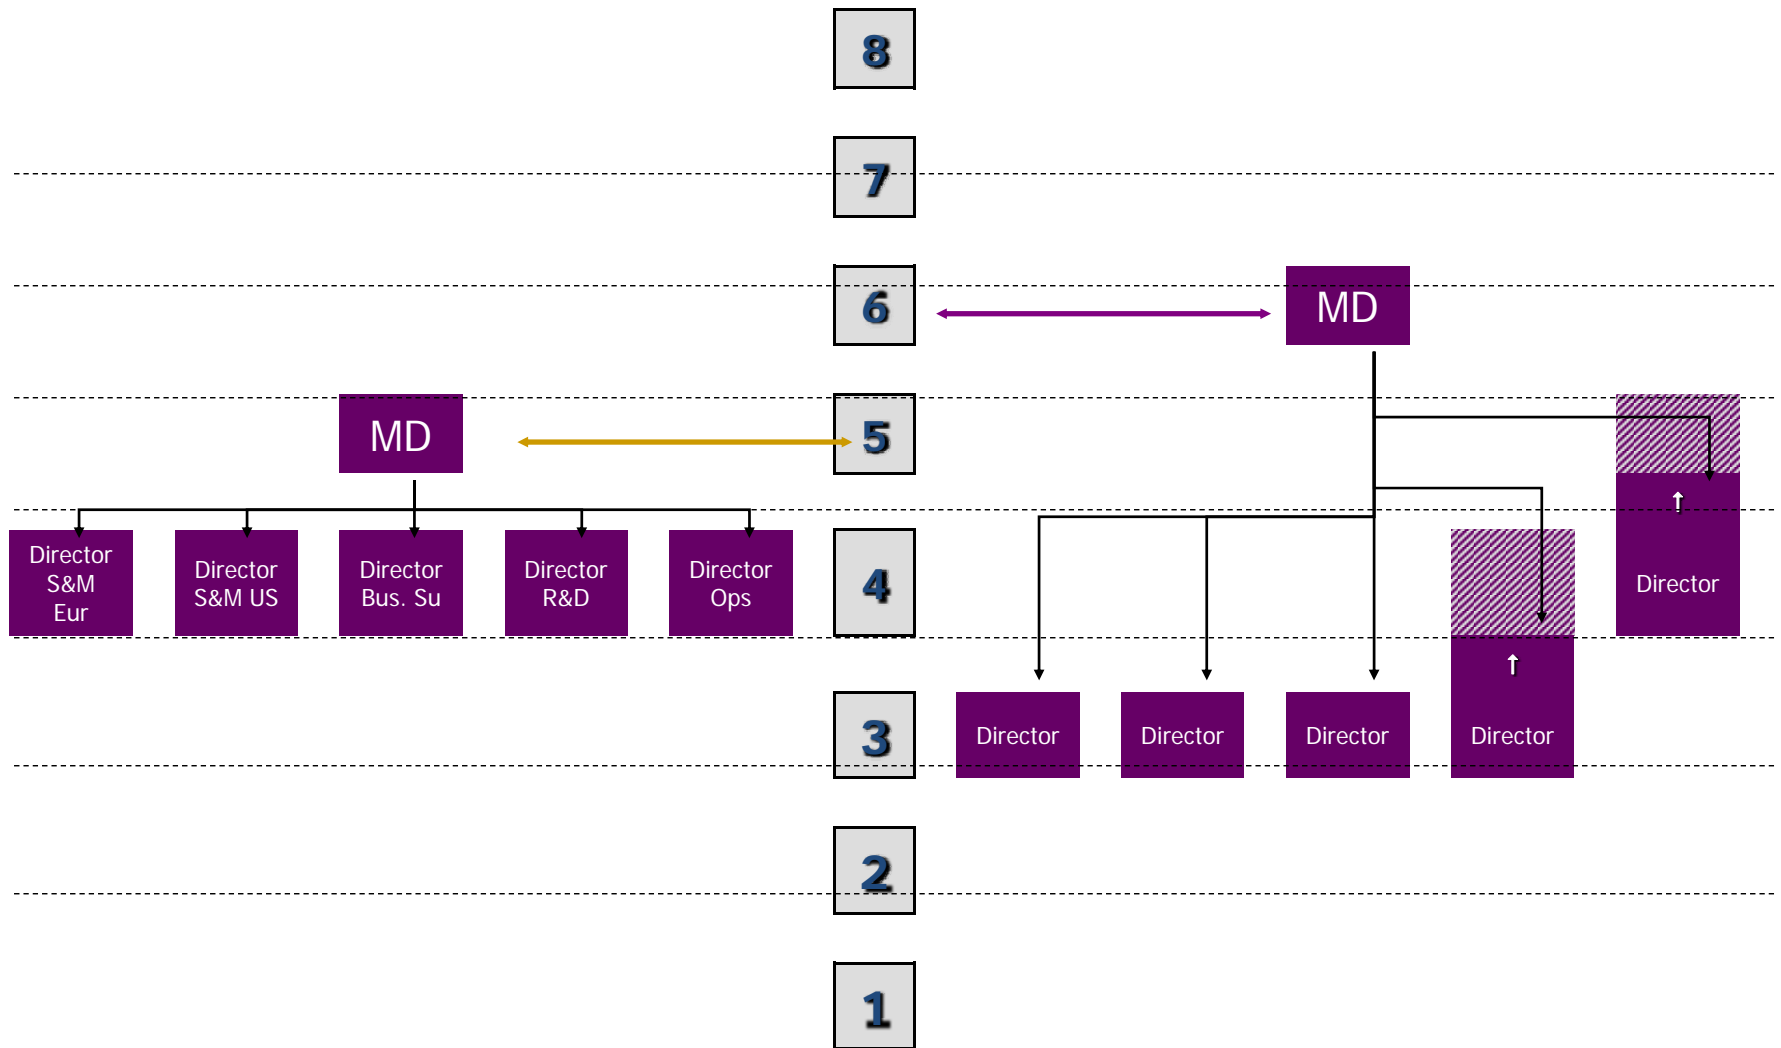 8
7
6
MD
MD
5
Director
S&M
Eur
Director
S&M US
Director
Bus. Su
Director
R&D
Director
Ops
4
↑
Director
3
Director
Director
Director
↑
Director
2
1